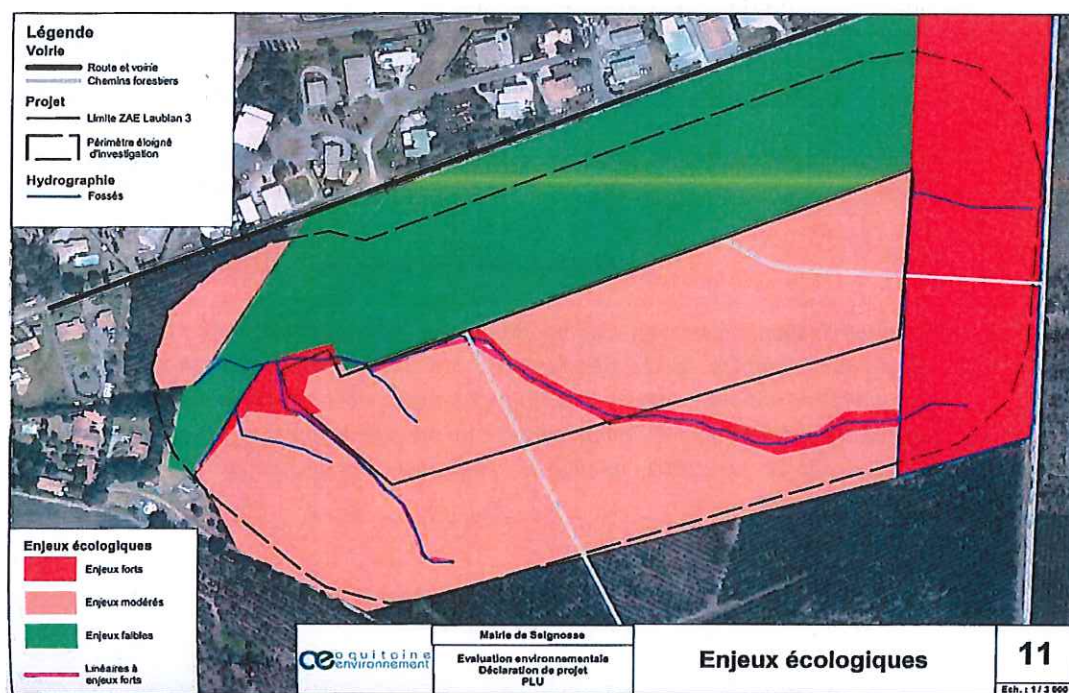 Légende
Voirie
Route et voirie
Chemins forestiers
Projet
Limite ZAE Laubian 3
Périmètre éloigné
d'investigation
Hydrographie
Fossés
Enjeux écologiques
Enjeux forts
Enjeux modérés
Enjeux faibles
Linéaires à
enjeux forts
ce aquitaine
environnement
Mairie de Seignosse
Evaluation environnementale
Déclaration de projet
PLU
Enjeux écologiques
11
Ech. : 1 / 3 000